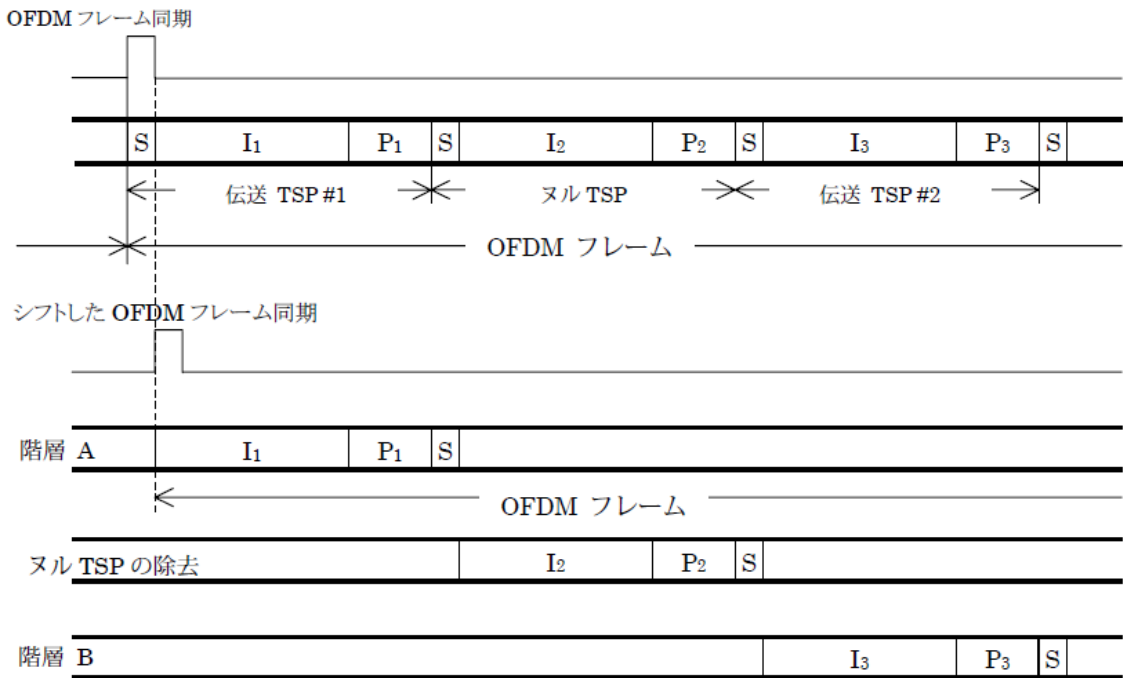 OFDM フレーム同期
S I₁ P₁ S I₂ P₂ S I₃ P₃ S
伝送 TSP #1 ヌル TSP 伝送 TSP #2
OFDM フレーム
シフトした OFDM フレーム同期
階層 A I₁ P₁ S
OFDM フレーム
ヌル TSP の除去 I₂ P₂ S
階層 B I₃ P₃ S